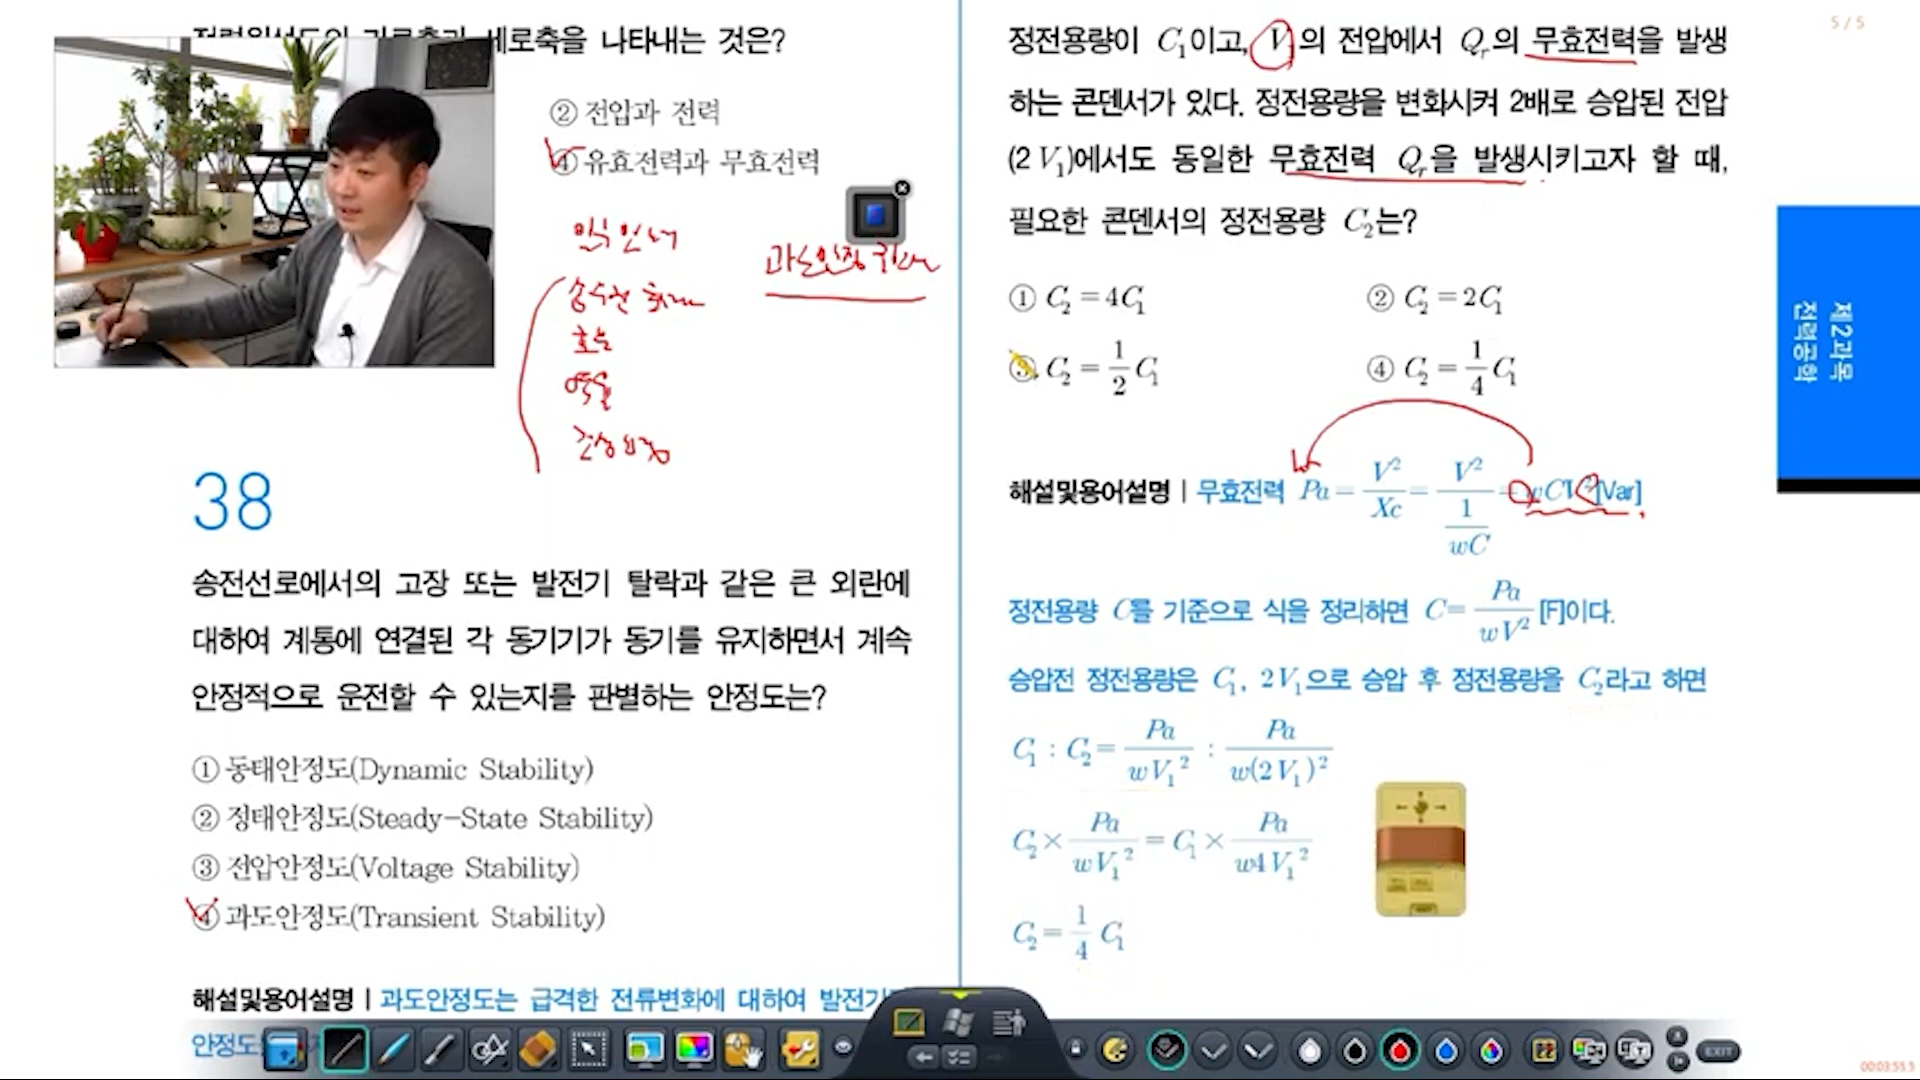 세로축을 나타내는 것은?
② 전압과 전력
④ 유효전력과 무효전력
38
송전선로에서의 고장 또는 발전기 탈락과 같은 큰 외란에
대하여 계통에 연결된 각 동기기가 동기를 유지하면서 계속
안정적으로 운전할 수 있는지를 판별하는 안정도는?
① 동태안정도(Dynamic Stability)
② 정태안정도(Steady-State Stability)
③ 전압안정도(Voltage Stability)
④ 과도안정도(Transient Stability)
해설및용어설명 | 과도안정도는 급격한 전류변화에 대하여 발전기
안정도
5 / 5
정전용량이 C₁이고, V₁의 전압에서 Qᵣ의 무효전력을 발생
하는 콘덴서가 있다. 정전용량을 변화시켜 2배로 승압된 전압
(2V₁)에서도 동일한 무효전력 Qᵣ을 발생시키고자 할 때,
필요한 콘덴서의 정전용량 C₂는?
① C₂ = 4C₁ ② C₂ = 2C₁
③ C₂ = 1/2 C₁ ④ C₂ = 1/4 C₁
해설및용어설명 | 무효전력 Pa = V²/Xc = V²/(1/wC) = wCV²[Var]
정전용량 C를 기준으로 식을 정리하면 C = Pa/wV² [F]이다.
승압전 정전용량은 C₁, 2V₁으로 승압 후 정전용량을 C₂라고 하면
C₁ : C₂ = Pa/wV₁² : Pa/w(2V₁)²
C₂ × Pa/wV₁² = C₁ × Pa/w4V₁²
C₂ = 1/4 C₁
제2과목
전력공학
EXIT
00:03:55.5